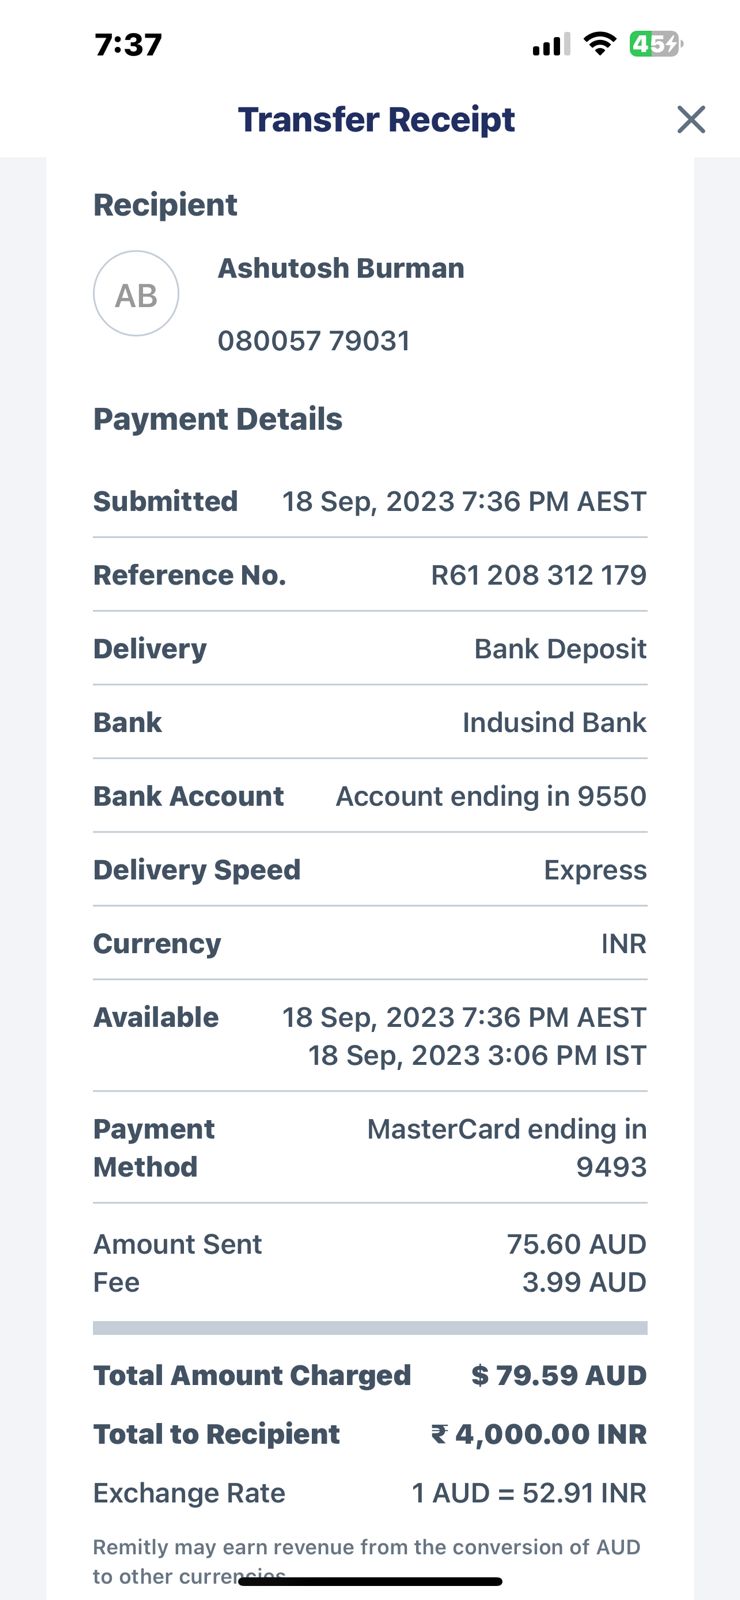 7:37
45
Transfer Receipt
Recipient
AB
Ashutosh Burman
080057 79031
Payment Details
Submitted 18 Sep, 2023 7:36 PM AEST
Reference No. R61 208 312 179
Delivery Bank Deposit
Bank Indusind Bank
Bank Account Account ending in 9550
Delivery Speed Express
Currency INR
Available 18 Sep, 2023 7:36 PM AEST
18 Sep, 2023 3:06 PM IST
Payment MasterCard ending in
Method 9493
Amount Sent 75.60 AUD
Fee 3.99 AUD
Total Amount Charged $ 79.59 AUD
Total to Recipient ₹ 4,000.00 INR
Exchange Rate 1 AUD = 52.91 INR
Remitly may earn revenue from the conversion of AUD
to other currencies